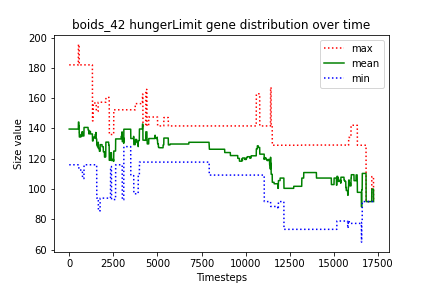 boids_42 hungerLimit gene distribution over time
200
180
160
140
120
100
80
60
Size value
max
mean
min
0
2500
5000
7500
10000
12500
15000
17500
Timesteps